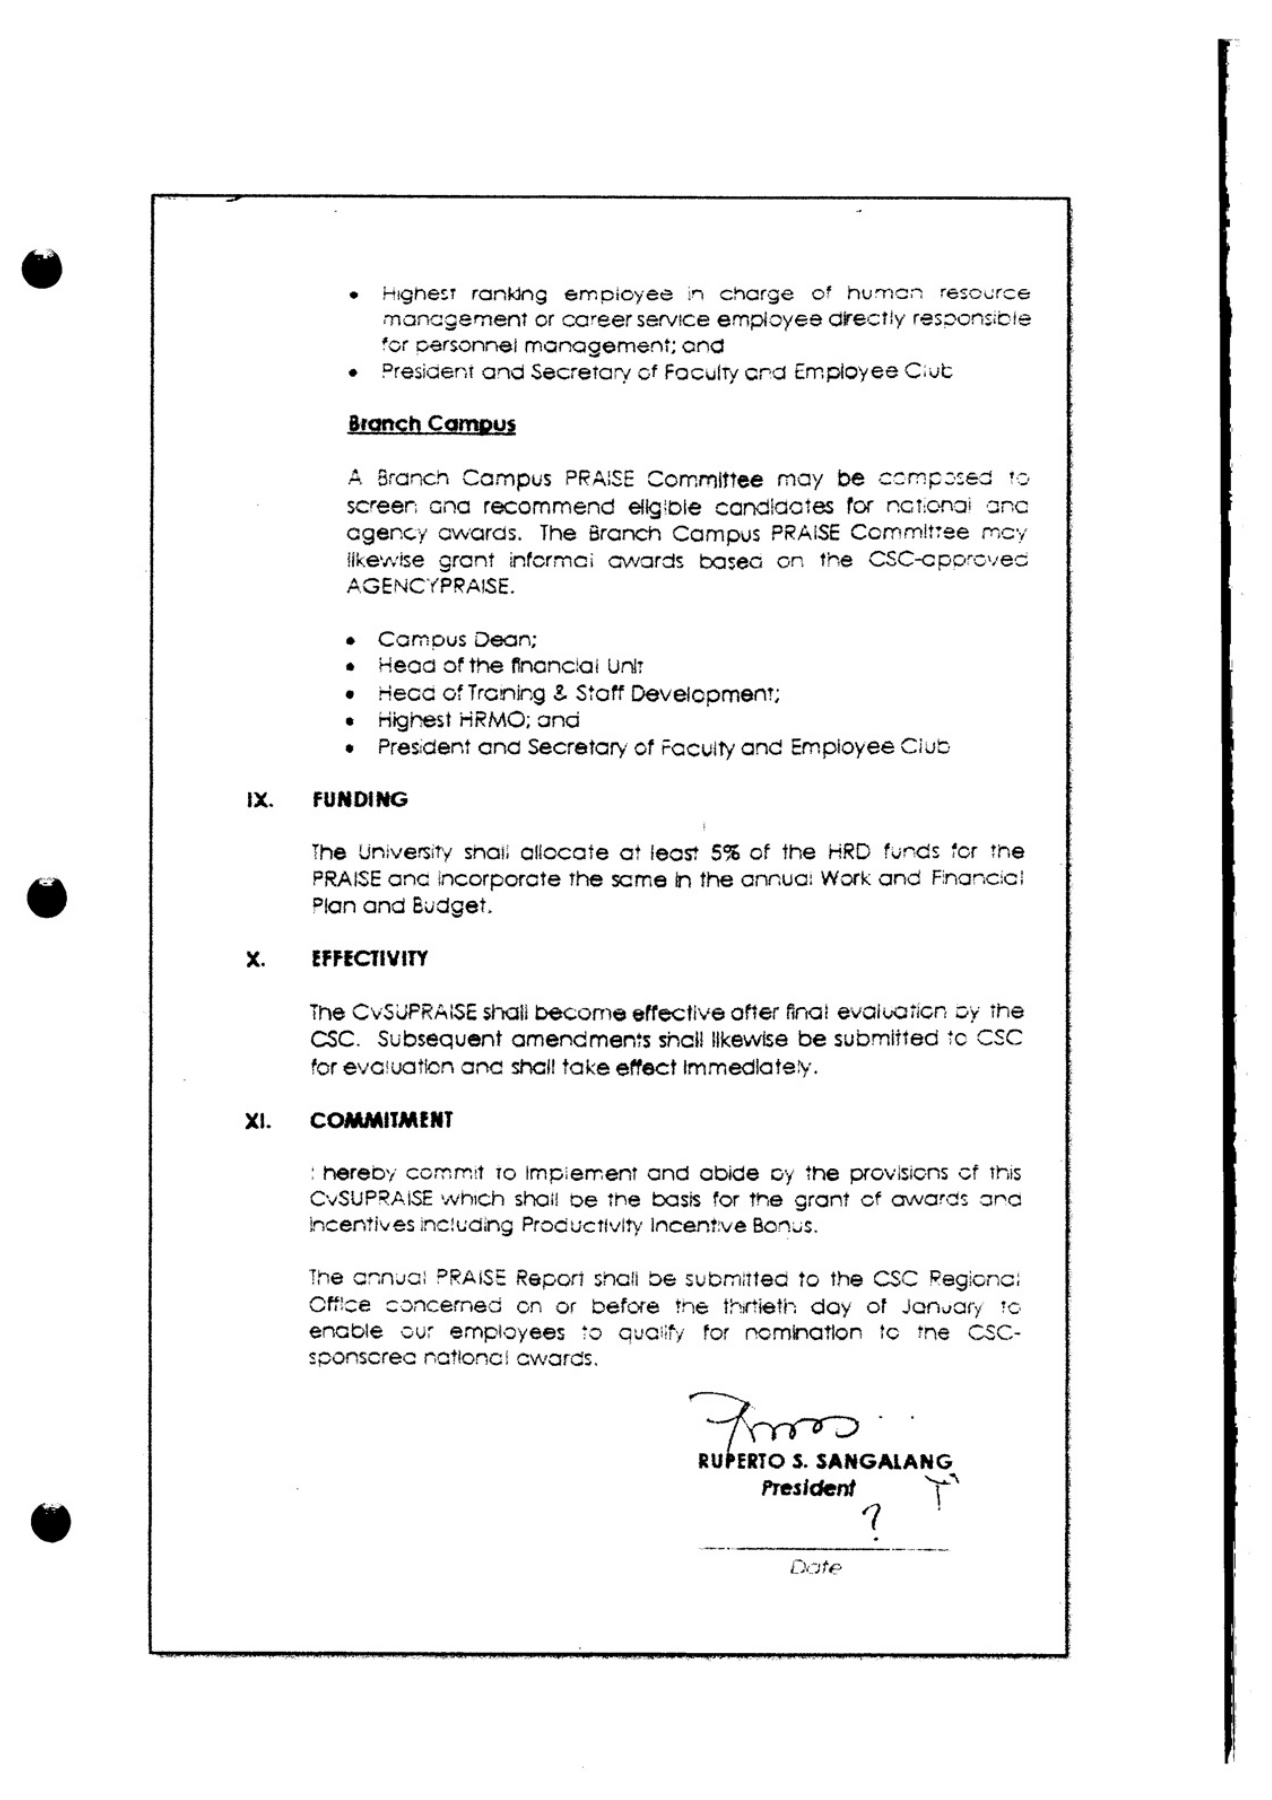 • Highest ranking employee in charge of human resource
management or career service employee directly responsible
for personnel management; and
• President and Secretary of Faculty and Employee Club
Branch Campus
A Branch Campus PRAISE Committee may be composed to
screen and recommend eligible candidates for national and
agency awards. The Branch Campus PRAISE Committee may
likewise grant informal awards based on the CSC-approved
AGENCYPRAISE.
• Campus Dean;
• Head of the financial Unit
• Head of Training & Staff Development;
• Highest HRMO; and
• President and Secretary of Faculty and Employee Club
IX. FUNDING
The University shall allocate at least 5% of the HRD funds for the
PRAISE and incorporate the same in the annual Work and Financial
Plan and Budget.
X. EFFECTIVITY
The CvSUPRAISE shall become effective after final evaluation by the
CSC. Subsequent amendments shall likewise be submitted to CSC
for evaluation and shall take effect immediately.
XI. COMMITMENT
I hereby commit to implement and abide by the provisions of this
CvSUPRAISE which shall be the basis for the grant of awards and
incentives including Productivity Incentive Bonus.
The annual PRAISE Report shall be submitted to the CSC Regional
Office concerned on or before the thirtieth day of January to
enable our employees to qualify for nomination to the CSC-
sponsored national awards.
RUPERTO S. SANGALANG
President
?
Date